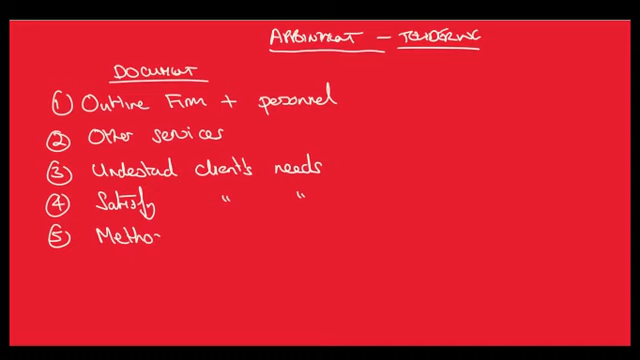 APPOINTMENT - TENDERING
DOCUMENT
① Outline Firm + personnel
② Other services
③ Understand client's needs
④ Satisfy " "
⑤ Metho